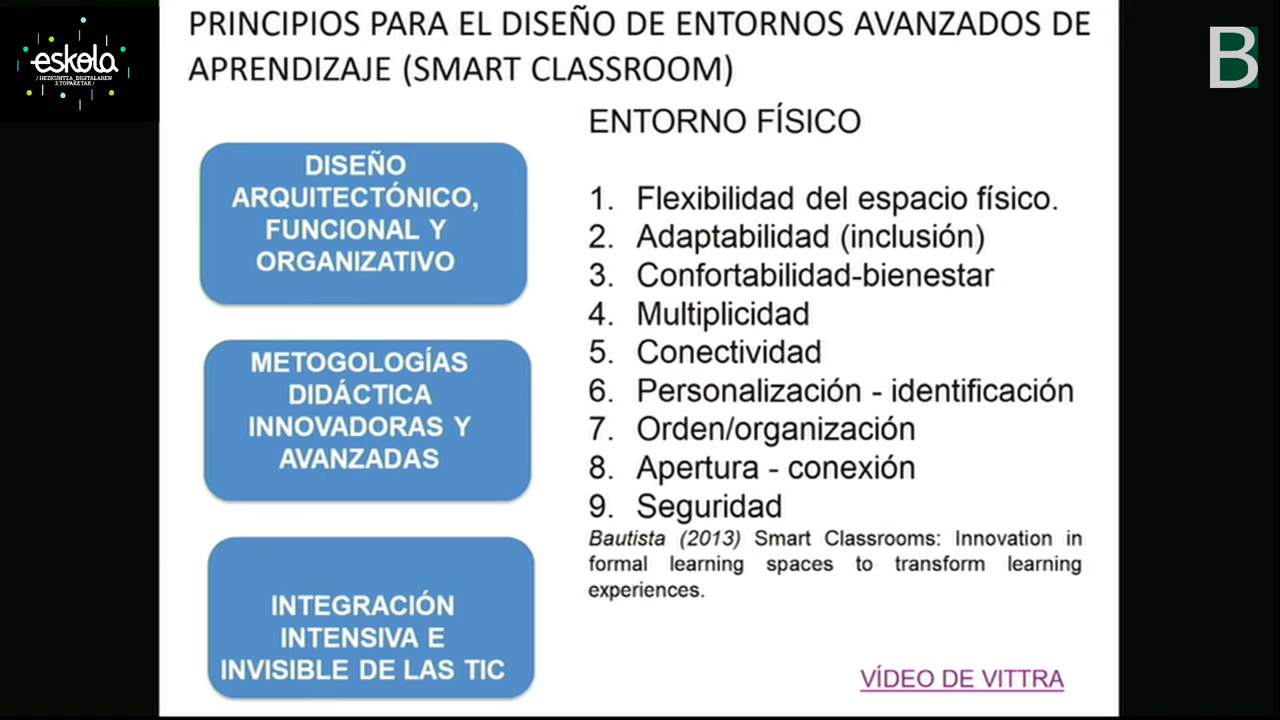 PRINCIPIOS PARA EL DISEÑO DE ENTORNOS AVANZADOS DE
APRENDIZAJE (SMART CLASSROOM)
eskola
/ HEZKUNTZA_DIGITALAREN
3.TOPAKETAK /
B
DISEÑO
ARQUITECTÓNICO,
FUNCIONAL Y
ORGANIZATIVO
METOGOLOGÍAS
DIDÁCTICA
INNOVADORAS Y
AVANZADAS
INTEGRACIÓN
INTENSIVA E
INVISIBLE DE LAS TIC
ENTORNO FÍSICO
1. Flexibilidad del espacio físico.
2. Adaptabilidad (inclusión)
3. Confortabilidad-bienestar
4. Multiplicidad
5. Conectividad
6. Personalización - identificación
7. Orden/organización
8. Apertura - conexión
9. Seguridad
Bautista (2013) Smart Classrooms: Innovation in
formal learning spaces to transform learning
experiences.
VÍDEO DE VITTRA